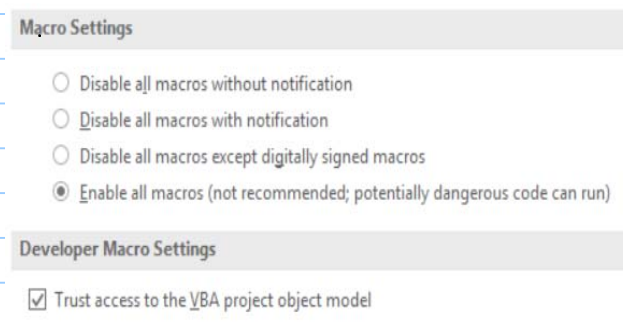 Macro Settings
Disable all macros without notification
Disable all macros with notification
Disable all macros except digitally signed macros
Enable all macros (not recommended; potentially dangerous code can run)
Developer Macro Settings
Trust access to the VBA project object model